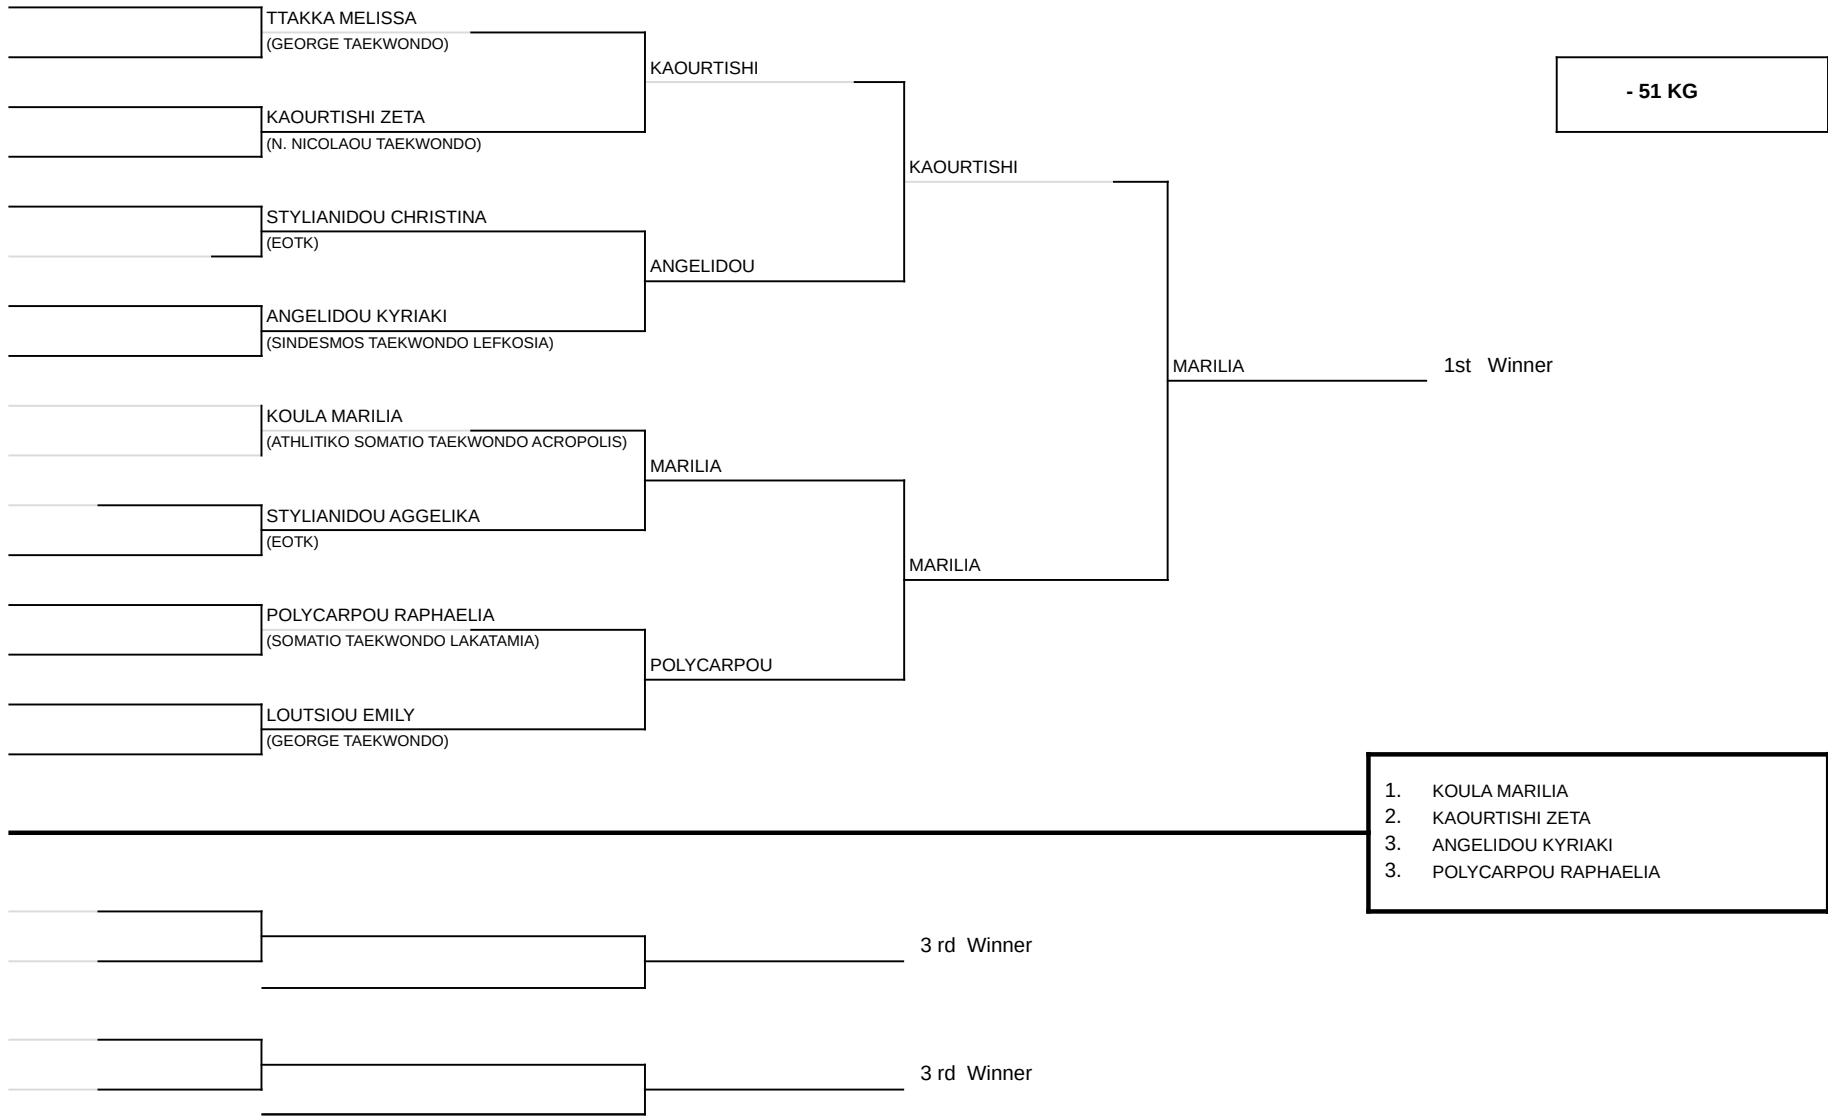 TTAKKA MELISSA
(GEORGE TAEKWONDO)
KAOURTISHI
- 51 KG
KAOURTISHI ZETA
(N. NICOLAOU TAEKWONDO)
KAOURTISHI
STYLIANIDOU CHRISTINA
(EOTK)
ANGELIDOU
ANGELIDOU KYRIAKI
(SINDESMOS TAEKWONDO LEFKOSIA)
MARILIA
1st Winner
KOULA MARILIA
(ATHLITIKO SOMATIO TAEKWONDO ACROPOLIS)
MARILIA
STYLIANIDOU AGGELIKA
(EOTK)
MARILIA
POLYCARPOU RAPHAELIA
(SOMATIO TAEKWONDO LAKATAMIA)
POLYCARPOU
LOUTSIOU EMILY
(GEORGE TAEKWONDO)
1. KOULA MARILIA
2. KAOURTISHI ZETA
3. ANGELIDOU KYRIAKI
3. POLYCARPOU RAPHAELIA
3 rd Winner
3 rd Winner